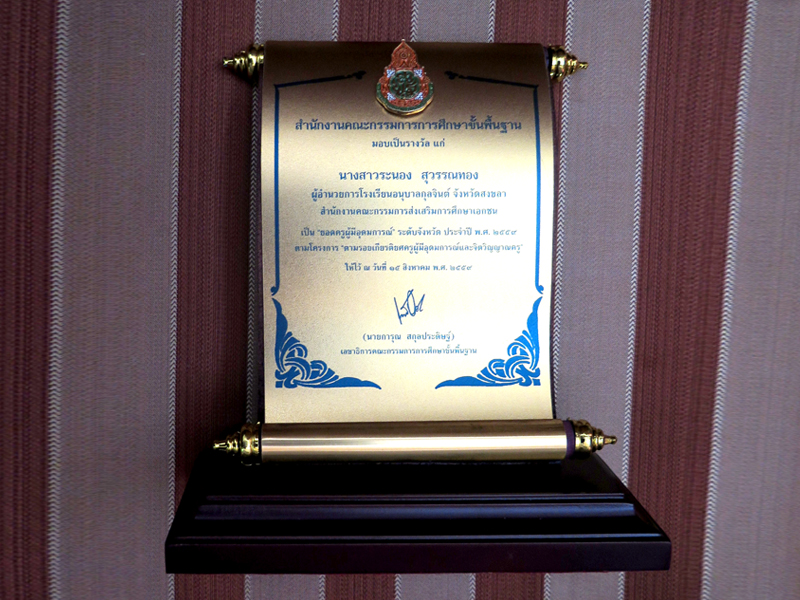 สำนักงานคณะกรรมการการศึกษาขั้นพื้นฐาน
มอบเป็นรางวัล แก่
นางสาวระนอง สุวรรณทอง
ผู้อำนวยการโรงเรียนอนุบาลกุลจินต์ จังหวัดสงขลา
สำนักงานคณะกรรมการส่งเสริมการศึกษาเอกชน
เป็น "ยอดครูผู้มีอุดมการณ์" ระดับจังหวัด ประจำปี พ.ศ. ๒๕๕๙
ตามโครงการ "ตามรอยเกียรติยศครูผู้มีอุดมการณ์และจิตวิญญาณครู"
ให้ไว้ ณ วันที่ ๑๕ สิงหาคม พ.ศ. ๒๕๕๙
(นายการุณ สกุลประดิษฐ์)
เลขาธิการคณะกรรมการการศึกษาขั้นพื้นฐาน